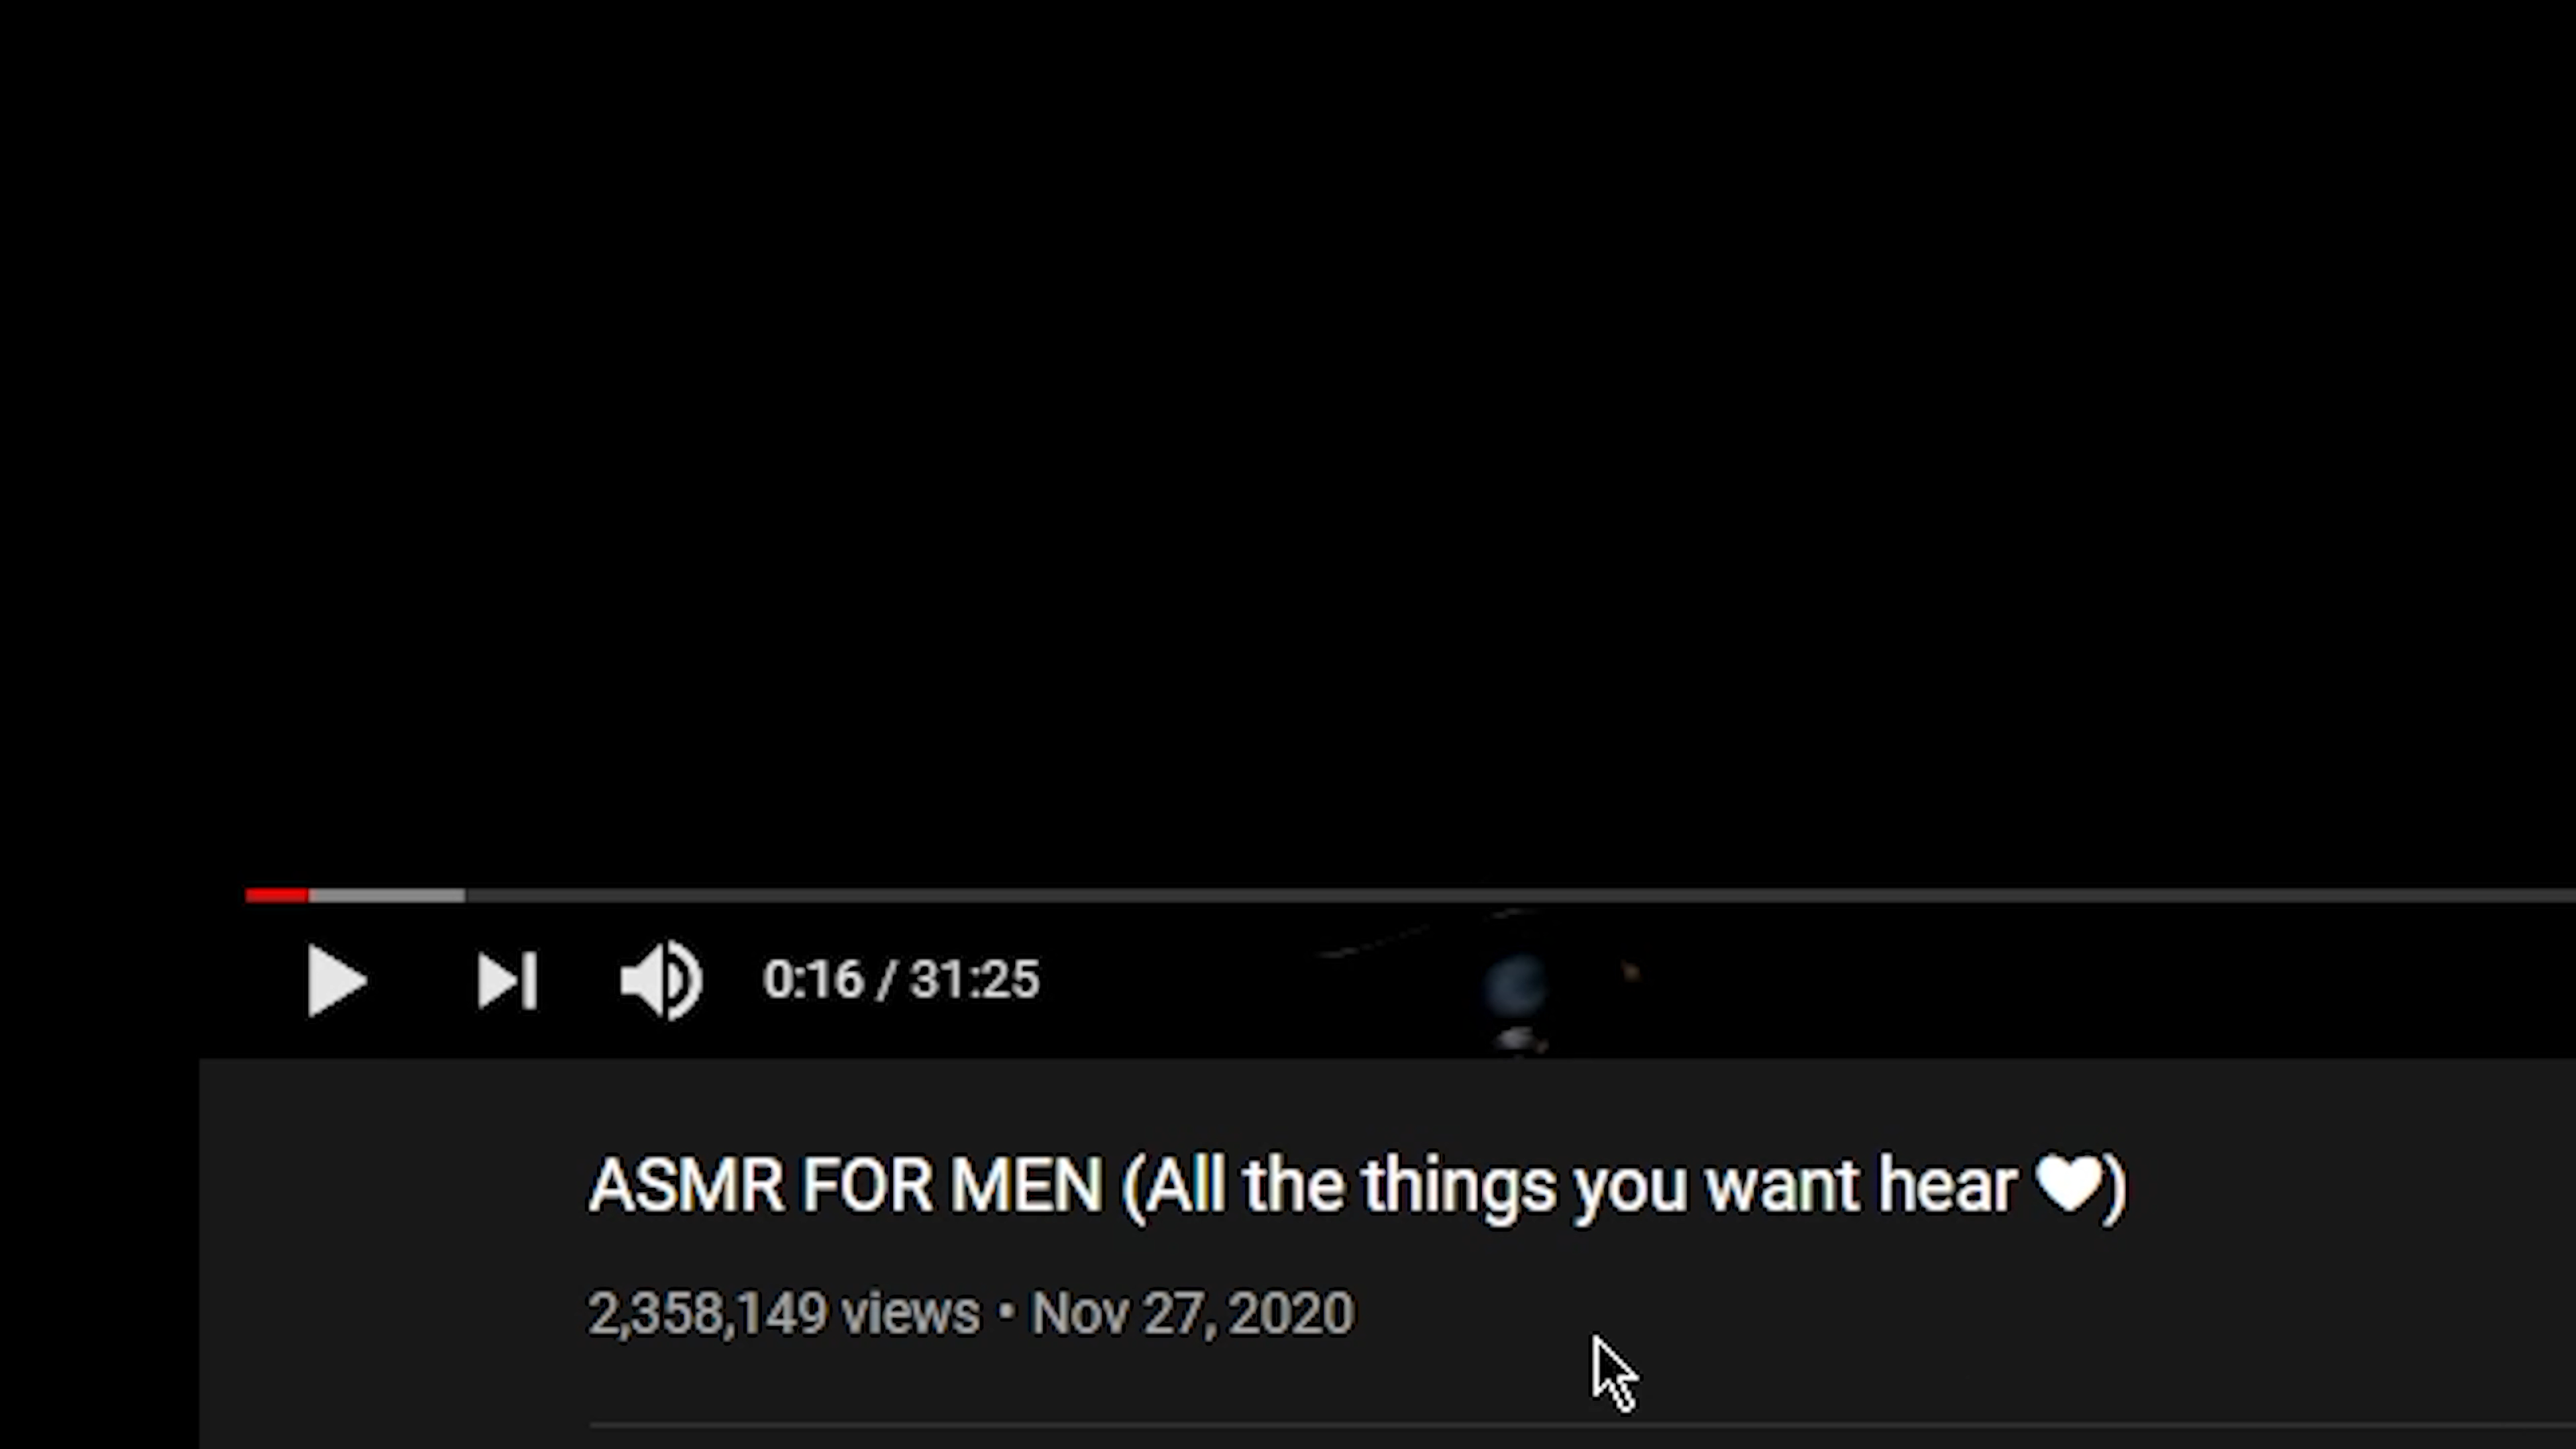 0:16 / 31:25
ASMR FOR MEN (All the things you want hear 🤍)
2,358,149 views • Nov 27, 2020